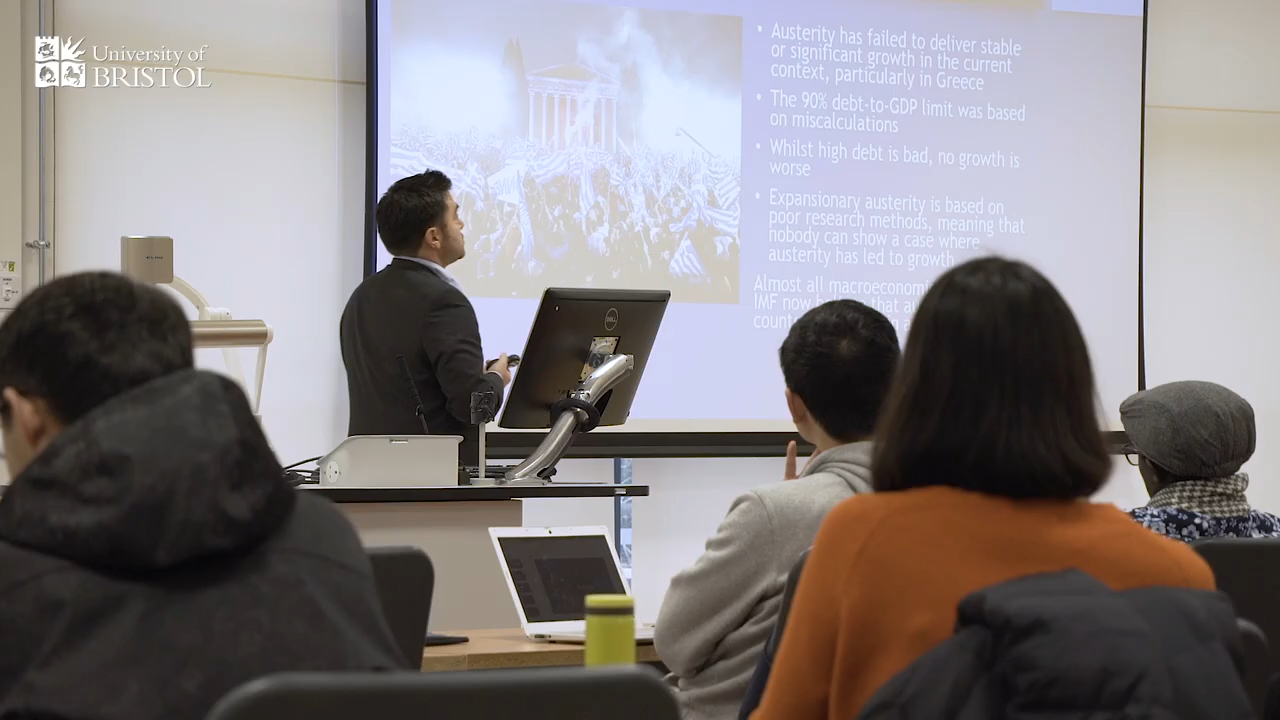 University of
BRISTOL
• Austerity has failed to deliver stable
or significant growth in the current
context, particularly in Greece
• The 90% debt-to-GDP limit was based
on miscalculations
• Whilst high debt is bad, no growth is
worse
• Expansionary austerity is based on
poor research methods, meaning that
nobody can show a case where
austerity has led to growth
Almost all
IMF now that
DELL